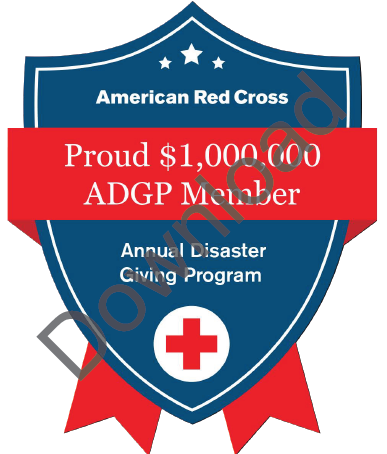 American Red Cross
Proud $1,000,000
ADGP Member
Annual Disaster
Giving Program
Download